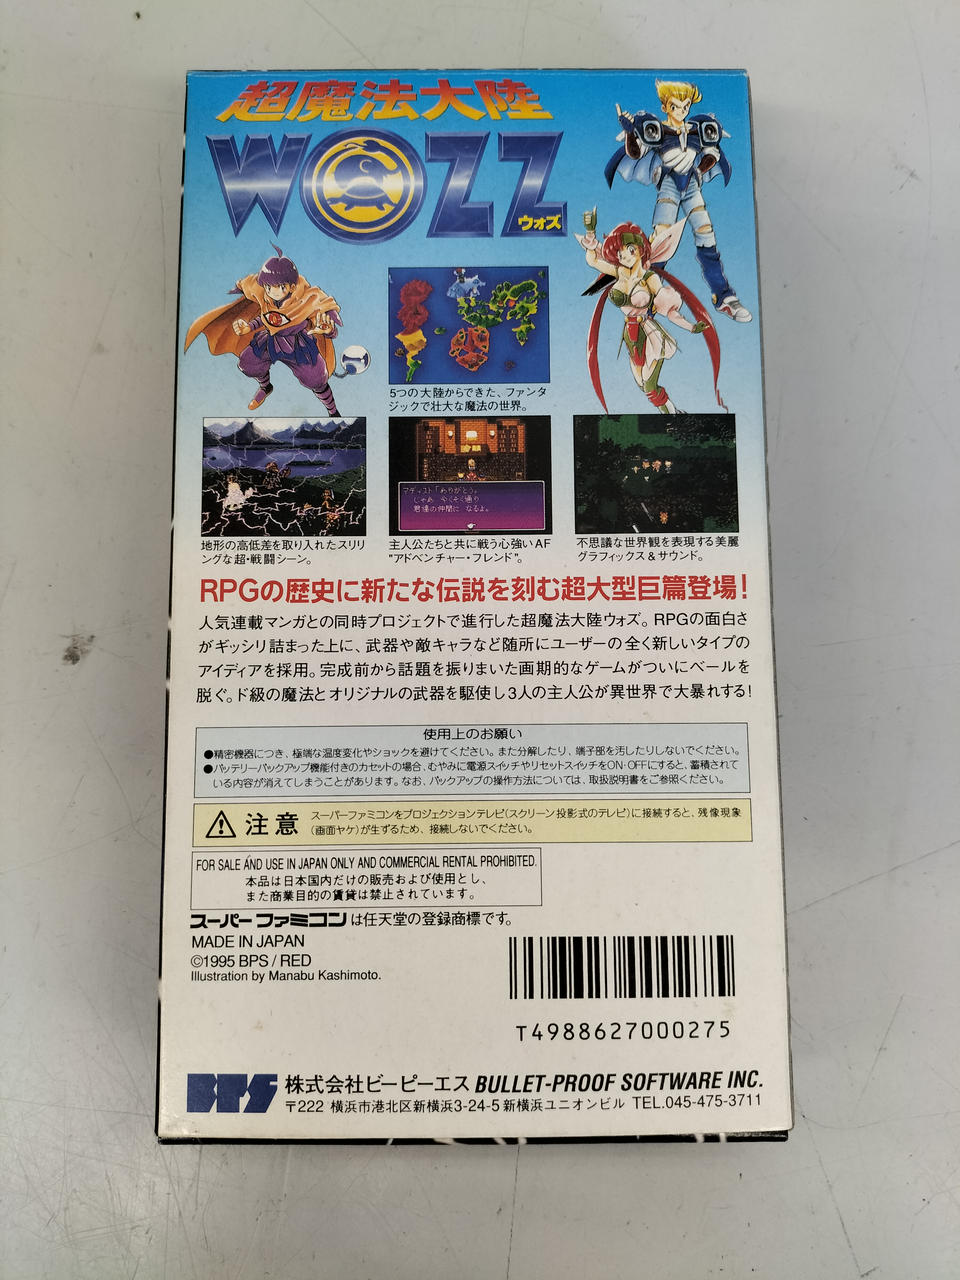 超魔法大陸
WOZZ
ウォズ
5つの大陸からできた、ファンタ
ジックで壮大な魔法の世界。
マディスト「ありがとう。
じゃあ
君達の仲間に なるよ。
地形の高低差を取り入れたスリリ
ングな超・戦闘シーン。
主人公たちと共に戦う心強いAF
"アドベンチャー・フレンド"。
不思議な世界観を表現する美麗
グラフィックス&サウンド。
RPGの歴史に新たな伝説を刻む超大型巨篇登場!
人気連載マンガとの同時プロジェクトで進行した超魔法大陸ウォズ。RPGの面白さ
がギッシリ詰まった上に、武器や敵キャラなど随所にユーザーの全く新しいタイプの
アイディアを採用。完成前から話題を振りまいた画期的なゲームがついにベールを
脱ぐ。ド級の魔法とオリジナルの武器を駆使し3人の主人公が異世界で大暴れする!
使用上のお願い
●精密機器につき、極端な温度変化やショックを避けてください。また分解したり、端子部を汚したりしないでください。
●バッテリーバックアップ機能付きのカセットの場合、むやみに電源スイッチやリセットスイッチをON・OFFにすると、蓄積されて
いる内容が消えてしまうことがあります。なお、バックアップの操作方法については、取扱説明書をご参照ください。
注意
スーパーファミコンをプロジェクションテレビ(スクリーン投影式のテレビ)に接続すると、残像現象
(画面ヤケ)が生ずるため、接続しないでください。
FOR SALE AND USE IN JAPAN ONLY AND COMMERCIAL RENTAL PROHIBITED.
本品は日本国内だけの販売および使用とし、
また商業目的の賃貸は禁止されています。
スーパーファミコンは任天堂の登録商標です。
MADE IN JAPAN
©1995 BPS / RED
Illustration by Manabu Kashimoto.
T4988627000275
BPS 株式会社ビーピーエス BULLET-PROOF SOFTWARE INC.
〒222 横浜市港北区新横浜3-24-5新横浜ユニオンビル TEL.045-475-3711